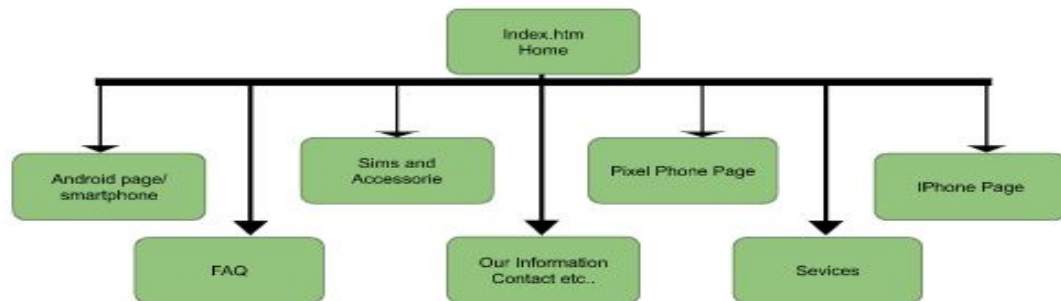 Index.htm
Home
Android page/
smartphone
Sims and
Accessorie
Pixel Phone Page
IPhone Page
FAQ
Our Information
Contact etc..
Sevices